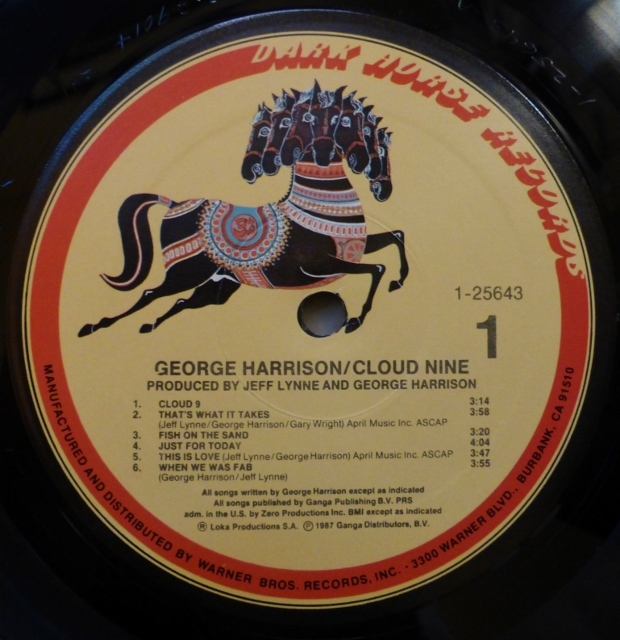 DARK HORSE RECORDS
1-25643
1
GEORGE HARRISON/CLOUD NINE
PRODUCED BY JEFF LYNNE AND GEORGE HARRISON
1. CLOUD 9 3:14
2. THAT'S WHAT IT TAKES 3:58
(Jeff Lynne/George Harrison/Gary Wright) April Music Inc. ASCAP
3. FISH ON THE SAND 3:20
4. JUST FOR TODAY 4:04
5. THIS IS LOVE (Jeff Lynne/George Harrison) April Music Inc. ASCAP 3:47
6. WHEN WE WAS FAB 3:55
(George Harrison/Jeff Lynne)
All songs written by George Harrison except as indicated
All songs published by Ganga Publishing B.V. PRS
adm. in the U.S. by Zero Productions Inc. BMI except as indicated
® Loka Productions S.A. ℗ 1987 Ganga Distributors, B.V.
MANUFACTURED AND DISTRIBUTED BY WARNER BROS. RECORDS, INC. · 3300 WARNER BLVD., BURBANK, CA 91510